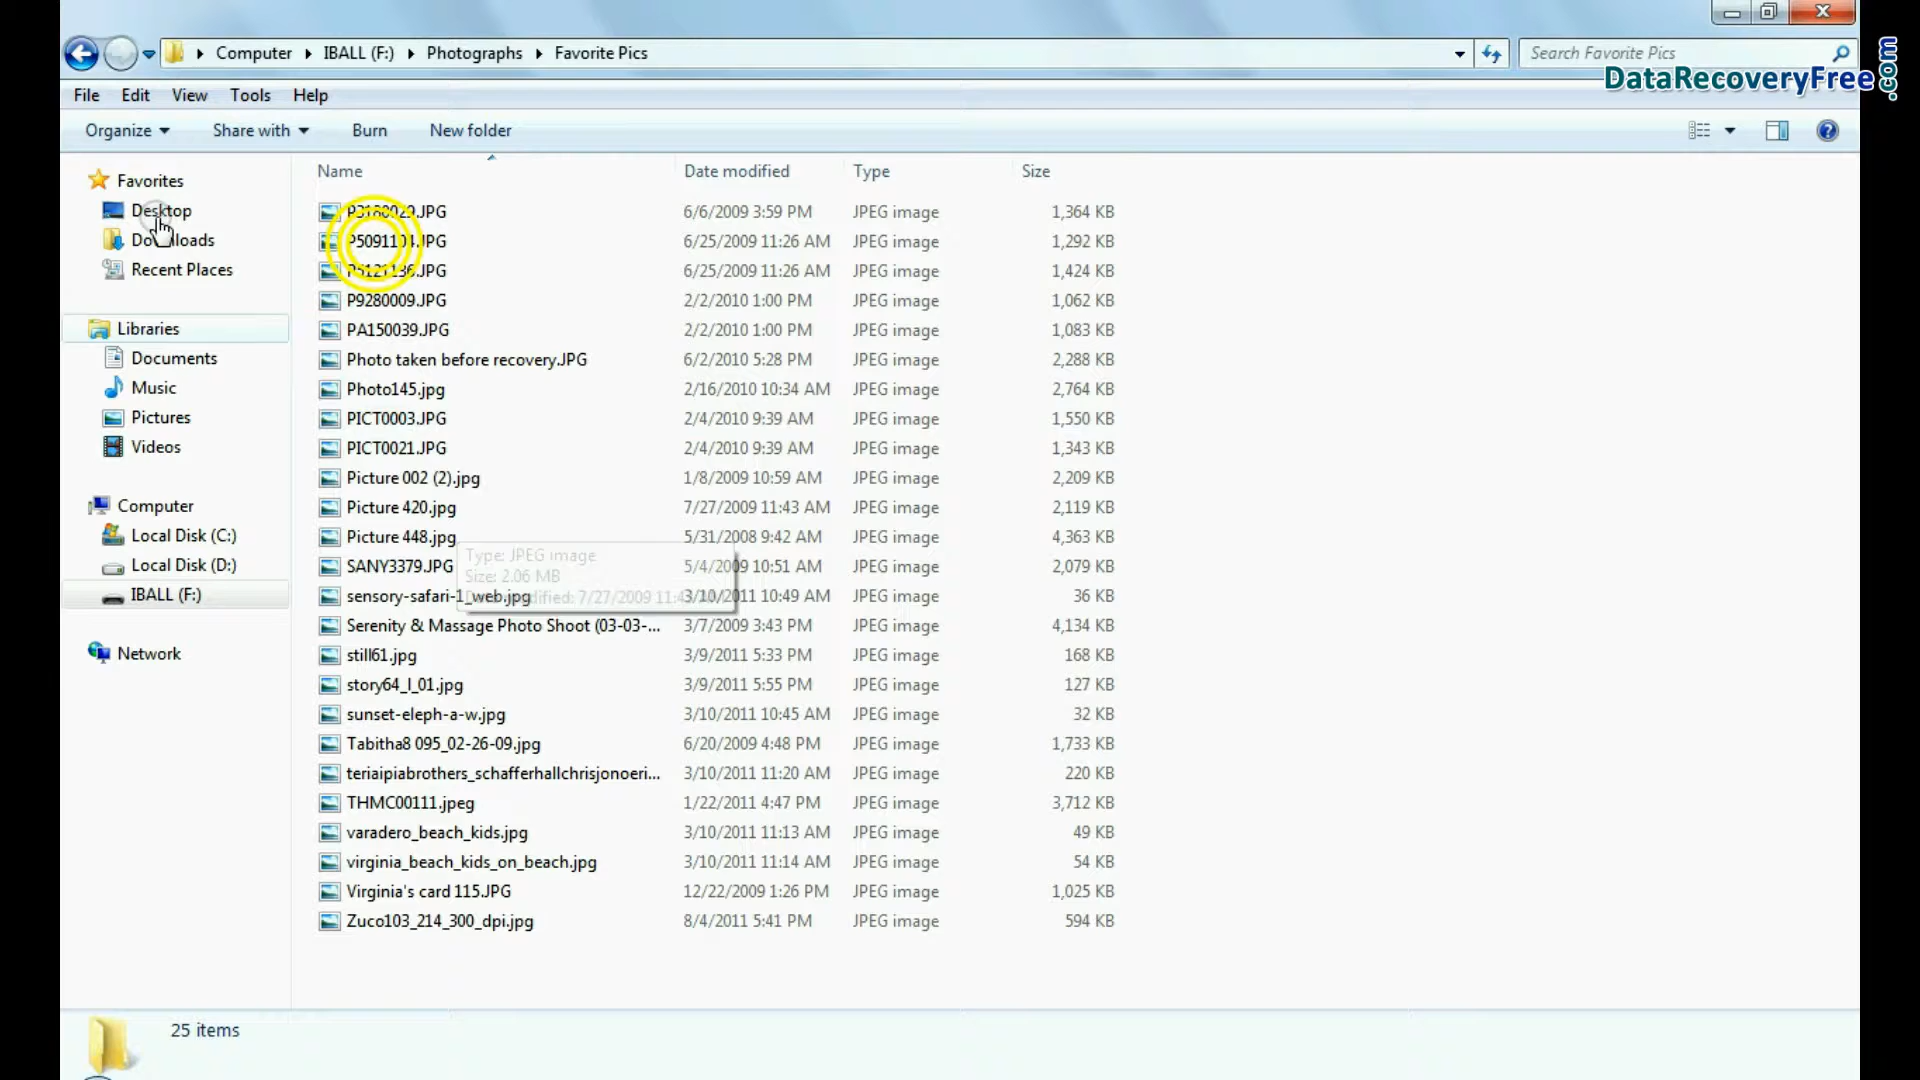 Computer IBALL (F:) Photographs Favorite Pics Search Favorite Pics
DataRecoveryFree.com
File Edit View Tools Help
Organize Share with Burn New folder
Name Date modified Type Size
Favorites
Desktop
Downloads
Recent Places
Libraries
Documents
Music
Pictures
Videos
Computer
Local Disk (C:)
Local Disk (D:)
IBALL (F:)
Network
P3180029.JPG 6/6/2009 3:59 PM JPEG image 1,364 KB
6/25/2009 11:26 AM JPEG image 1,292 KB
6/25/2009 11:26 AM JPEG image 1,424 KB
P9280009.JPG 2/2/2010 1:00 PM JPEG image 1,062 KB
PA150039.JPG 2/2/2010 1:00 PM JPEG image 1,083 KB
Photo taken before recovery.JPG 6/2/2010 5:28 PM JPEG image 2,288 KB
Photo145.jpg 2/16/2010 10:34 AM JPEG image 2,764 KB
PICT0003.JPG 2/4/2010 9:39 AM JPEG image 1,550 KB
PICT0021.JPG 2/4/2010 9:39 AM JPEG image 1,343 KB
Picture 002 (2).jpg 1/8/2009 10:59 AM JPEG image 2,209 KB
Picture 420.jpg 7/27/2009 11:43 AM JPEG image 2,119 KB
Picture 448.jpg 5/31/2008 9:42 AM JPEG image 4,363 KB
Type: JPEG image
SANY3379.JPG 5/4/2009 10:51 AM JPEG image 2,079 KB
Size: 2.06 MB
sensory-safari-1_web.jpg 3/10/2011 10:49 AM JPEG image 36 KB
modified: 7/27/2009
Serenity & Massage Photo Shoot (03-03-... 3/7/2009 3:43 PM JPEG image 4,134 KB
still61.jpg 3/9/2011 5:33 PM JPEG image 168 KB
story64_l_01.jpg 3/9/2011 5:55 PM JPEG image 127 KB
sunset-eleph-a-w.jpg 3/10/2011 10:45 AM JPEG image 32 KB
Tabitha8 095_02-26-09.jpg 6/20/2009 4:48 PM JPEG image 1,733 KB
teriaipiabrothers_schafferhallchrisjonoeri... 3/10/2011 11:20 AM JPEG image 220 KB
THMC00111.jpeg 1/22/2011 4:47 PM JPEG image 3,712 KB
varadero_beach_kids.jpg 3/10/2011 11:13 AM JPEG image 49 KB
virginia_beach_kids_on_beach.jpg 3/10/2011 11:14 AM JPEG image 54 KB
Virginia's card 115.JPG 12/22/2009 1:26 PM JPEG image 1,025 KB
Zuco103_214_300_dpi.jpg 8/4/2011 5:41 PM JPEG image 594 KB
25 items